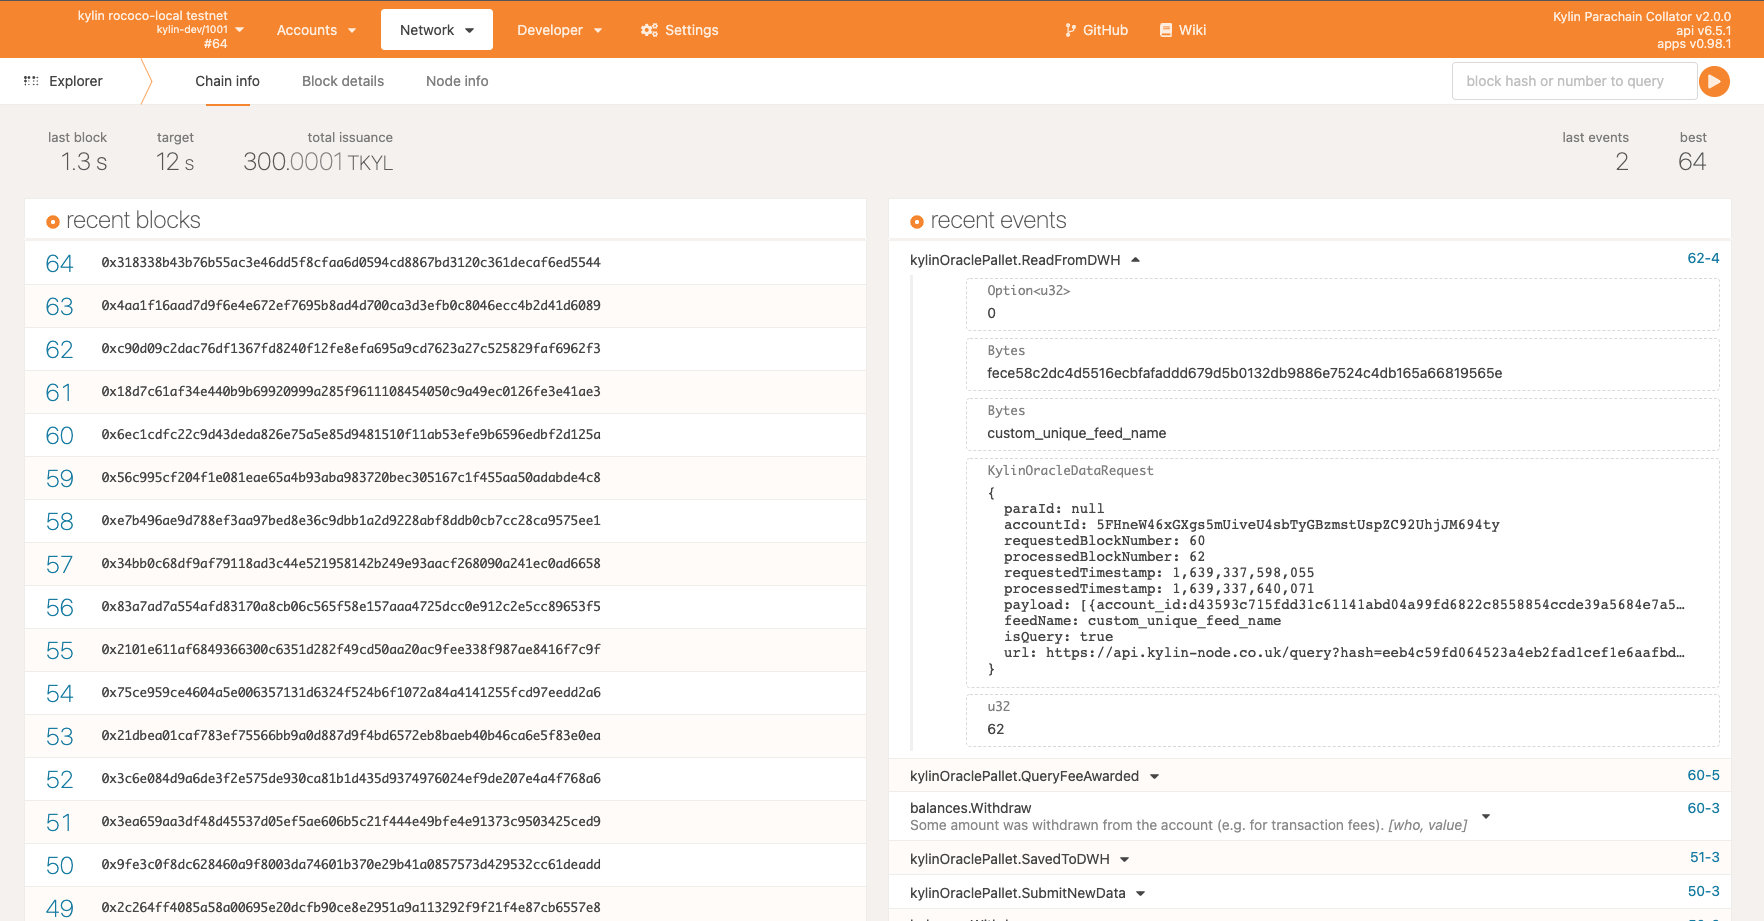 kylin rococo-local testnet
kylin-dev/1001
#64
Accounts
Network
Developer
Settings
GitHub
Wiki
Kylin Parachain Collator v2.0.0
api v6.5.1
apps v0.98.1
Explorer
Chain info
Block details
Node info
block hash or number to query
last block
1.3 s
target
12 s
total issuance
300.0001 TKYL
last events
2
best
64
recent blocks
64 0x318338b43b76b55ac3e46dd5f8cfaa6d0594cd8867bd3120c361decaf6ed5544
63 0x4aa1f16aad7d9f6e4e672ef7695b8ad4d700ca3d3efb0c8046ecc4b2d41d6089
62 0xc90d09c2dac76df1367fd8240f12fe8efa695a9cd7623a27c525829faf6962f3
61 0x18d7c61af34e440b9b69920999a285f9611108454050c9a49ec0126fe3e41ae3
60 0x6ec1cdfc22c9d43deda826e75a5e85d9481510f11ab53efe9b6596edbf2d125a
59 0x56c995cf204f1e081eae65a4b93aba983720bec305167c1f455aa50adabde4c8
58 0xe7b496ae9d788ef3aa97bed8e36c9dbb1a2d9228abf8ddb0cb7cc28ca9575ee1
57 0x34bb0c68df9af79118ad3c44e521958142b249e93aacf268090a241ec0ad6658
56 0x83a7ad7a554afd83170a8cb06c565f58e157aaa4725dcc0e912c2e5cc89653f5
55 0x2101e611af6849366300c6351d282f49cd50aa20ac9fee338f987ae8416f7c9f
54 0x75ce959ce4604a5e006357131d6324f524b6f1072a84a4141255fcd97eedd2a6
53 0x21dbea01caf783ef75566bb9a0d887d9f4bd6572eb8baeb40b46ca6e5f83e0ea
52 0x3c6e084d9a6de3f2e575de930ca81b1d435d9374976024ef9de207e4a4f768a6
51 0x3ea659aa3df48d45537d05ef5ae606b5c21f444e49bfe4e91373c9503425ced9
50 0x9fe3c0f8dc628460a9f8003da74601b370e29b41a0857573d429532cc61deadd
49 0x2c264ff4085a58a00695e20dcfb90ce8e2951a9a113292f9f21f4e87cb6557e8
recent events
kylinOraclePallet.ReadFromDWH 62-4
Option<u32>
0
Bytes
fece58c2dc4d5516ecbfafaddd679d5b0132db9886e7524c4db165a66819565e
Bytes
custom_unique_feed_name
KylinOracleDataRequest
{
paraId: null
accountId: 5FHneW46xGXgs5mUiveU4sbTyGBzmstUspZC92UhjJM694ty
requestedBlockNumber: 60
processedBlockNumber: 62
requestedTimestamp: 1,639,337,598,055
processedTimestamp: 1,639,337,640,071
payload: [{account_id:d43593c715fdd31c61141abd04a99fd6822c8558854ccde39a5684e7a5…
feedName: custom_unique_feed_name
isQuery: true
url: https://api.kylin-node.co.uk/query?hash=eeb4c59fd064523a4eb2fad1cef1e6aafbd…
}
u32
62
kylinOraclePallet.QueryFeeAwarded 60-5
balances.Withdraw 60-3
Some amount was withdrawn from the account (e.g. for transaction fees). [who, value]
kylinOraclePallet.SavedToDWH 51-3
kylinOraclePallet.SubmitNewData 50-3